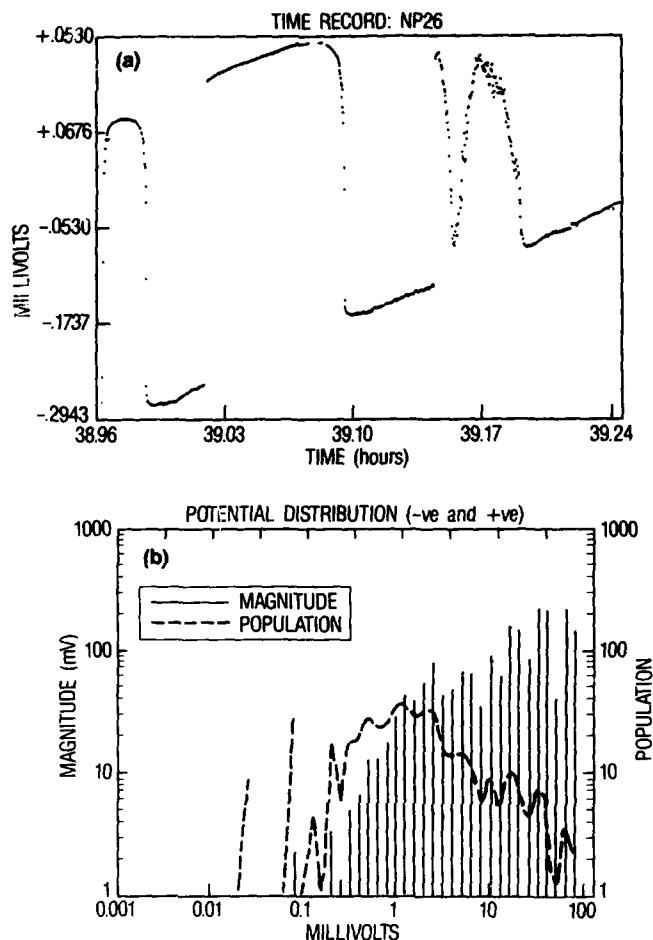 TIME RECORD: NP26
(a)
+.0530
+.0676
-.0530
-.1737
-.2943
MILLIVOLTS
38.96 39.03 39.10 39.17 39.24
TIME (hours)
POTENTIAL DISTRIBUTION (-ve and +ve)
(b)
MAGNITUDE
POPULATION
1000
100
10
1
MAGNITUDE (mV)
1000
100
10
1
POPULATION
0.001 0.01 0.1 1 10 100
MILLIVOLTS